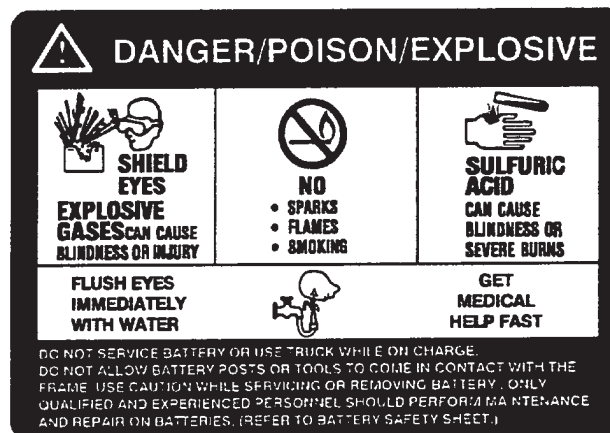 DANGER/POISON/EXPLOSIVE
SHIELD
EYES
EXPLOSIVE
GASES CAN CAUSE
BLINDNESS OR INJURY
NO
• SPARKS
• FLAMES
• SMOKING
SULFURIC
ACID
CAN CAUSE
BLINDNESS OR
SEVERE BURNS
FLUSH EYES
IMMEDIATELY
WITH WATER
GET
MEDICAL
HELP FAST
DO NOT SERVICE BATTERY OR USE TRUCK WHILE ON CHARGE.
DO NOT ALLOW BATTERY POSTS OR TOOLS TO COME IN CONTACT WITH THE
FRAME. USE CAUTION WHILE SERVICING OR REMOVING BATTERY. ONLY
QUALIFIED AND EXPERIENCED PERSONNEL SHOULD PERFORM MAINTENANCE
AND REPAIR ON BATTERIES. (REFER TO BATTERY SAFETY SHEET.)